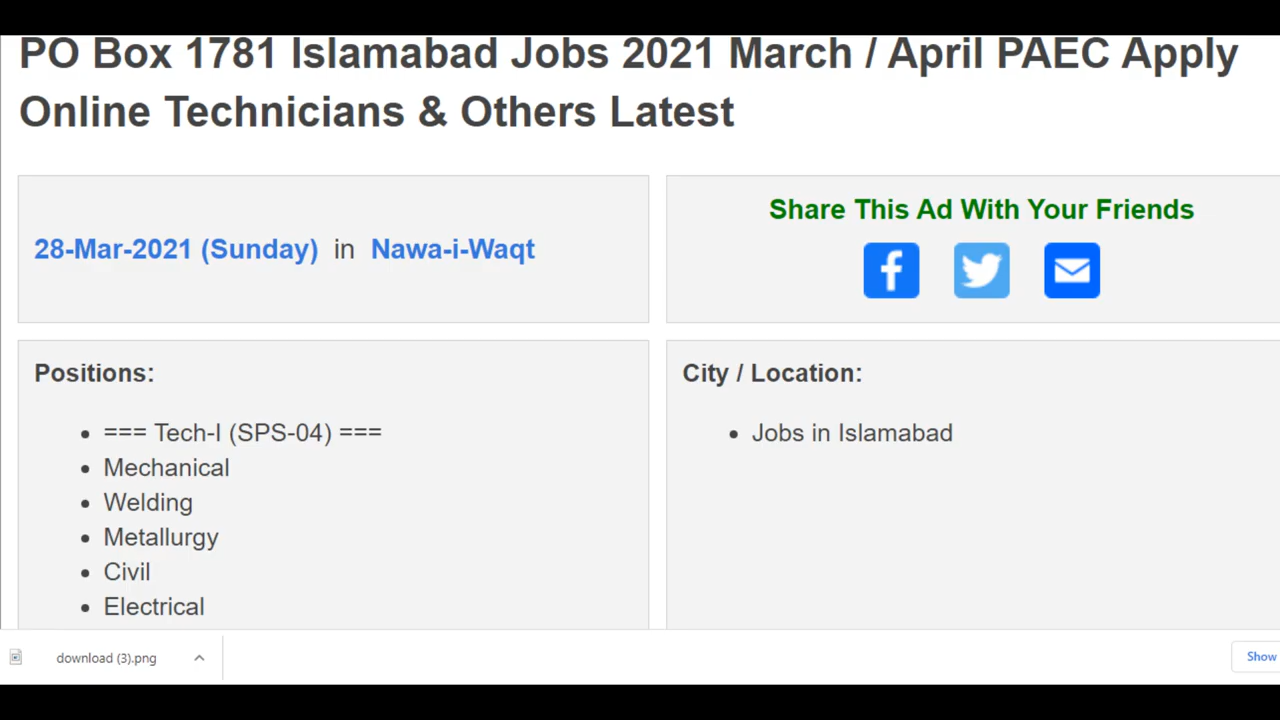 PO Box 1781 Islamabad Jobs 2021 March / April PAEC Apply
Online Technicians & Others Latest
28-Mar-2021 (Sunday) in Nawa-i-Waqt
Share This Ad With Your Friends
Positions:
=== Tech-I (SPS-04) ===
Mechanical
Welding
Metallurgy
Civil
Electrical
City / Location:
Jobs in Islamabad
download (3).png
Show